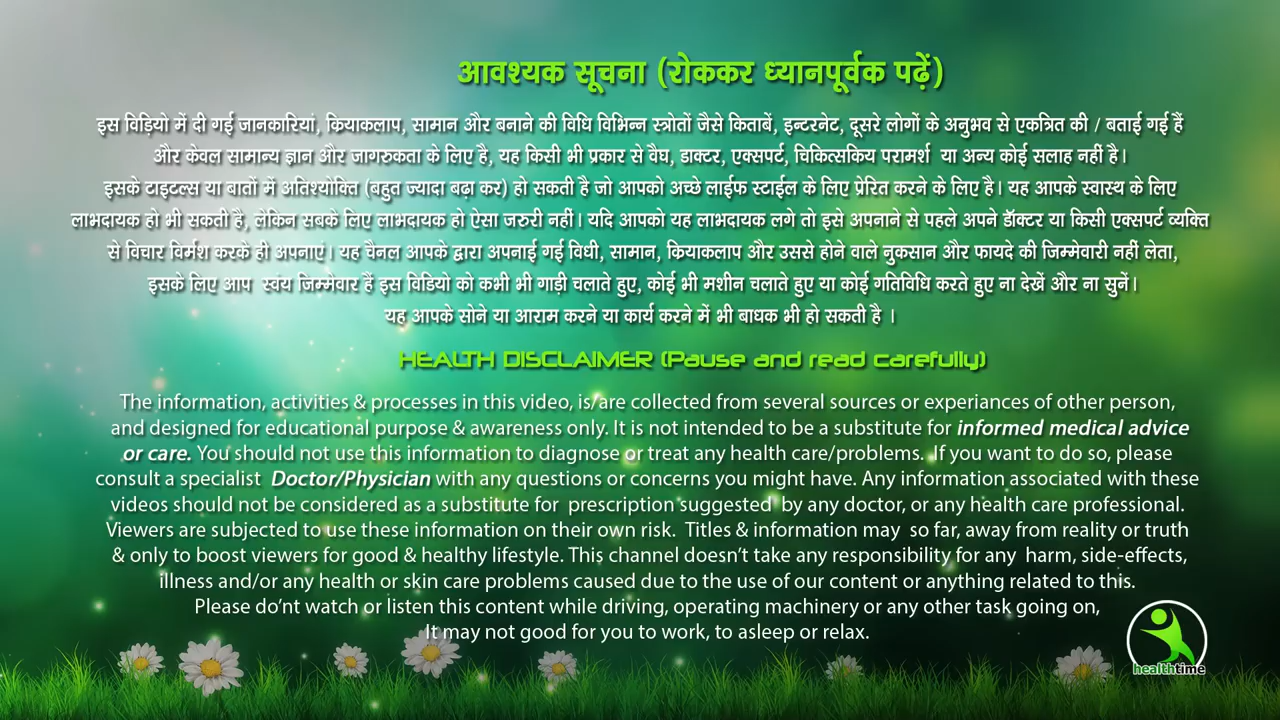 आवश्यक सूचना (रोककर ध्यानपूर्वक पढ़ें)
इस विड़ियो में दी गई जानकारियां, क्रियाकलाप, सामान और बनाने की विधि विभिन्न स्त्रोतों जैसे किताबें, इन्टरनेट, दूसरे लोगों के अनुभव से एकत्रित की / बताई गई हैं
और केवल सामान्य ज्ञान और जागरुकता के लिए है, यह किसी भी प्रकार से वैघ, डाक्टर, एक्सपर्ट, चिकित्सकिय परामर्श या अन्य कोई सलाह नहीं है।
इसके टाइटल्स या बातों में अतिश्योक्ति (बहुत ज्यादा बढ़ा कर) हो सकती है जो आपको अच्छे लाईफ स्टाईल के लिए प्रेरित करने के लिए है। यह आपके स्वास्थ के लिए
लाभदायक हो भी सकती है, लेकिन सबके लिए लाभदायक हो ऐसा जरुरी नहीं। यदि आपको यह लाभदायक लगे तो इसे अपनाने से पहले अपने डॉक्टर या किसी एक्सपर्ट व्यक्ति
से विचार विर्मश करके ही अपनाएं। यह चैनल आपके द्वारा अपनाई गई विधी, सामान, क्रियाकलाप और उससे होने वाले नुकसान और फायदे की जिम्मेवारी नहीं लेता,
इसके लिए आप स्वंय जिम्मेवार हैं इस विडियो को कभी भी गाड़ी चलाते हुए, कोई भी मशीन चलाते हुए या कोई गतिविधि करते हुए ना देखें और ना सुनें।
यह आपके सोने या आराम करने या कार्य करने में भी बाधक भी हो सकती है ।
HEALTH DISCLAIMER (Pause and read carefully)
The information, activities & processes in this video, is/are collected from several sources or experiances of other person,
and designed for educational purpose & awareness only. It is not intended to be a substitute for informed medical advice
or care. You should not use this information to diagnose or treat any health care/problems. If you want to do so, please
consult a specialist Doctor/Physician with any questions or concerns you might have. Any information associated with these
videos should not be considered as a substitute for prescription suggested by any doctor, or any health care professional.
Viewers are subjected to use these information on their own risk. Titles & information may so far, away from reality or truth
& only to boost viewers for good & healthy lifestyle. This channel doesn't take any responsibility for any harm, side-effects,
illness and/or any health or skin care problems caused due to the use of our content or anything related to this.
Please do'nt watch or listen this content while driving, operating machinery or any other task going on,
It may not good for you to work, to asleep or relax.
healthtime